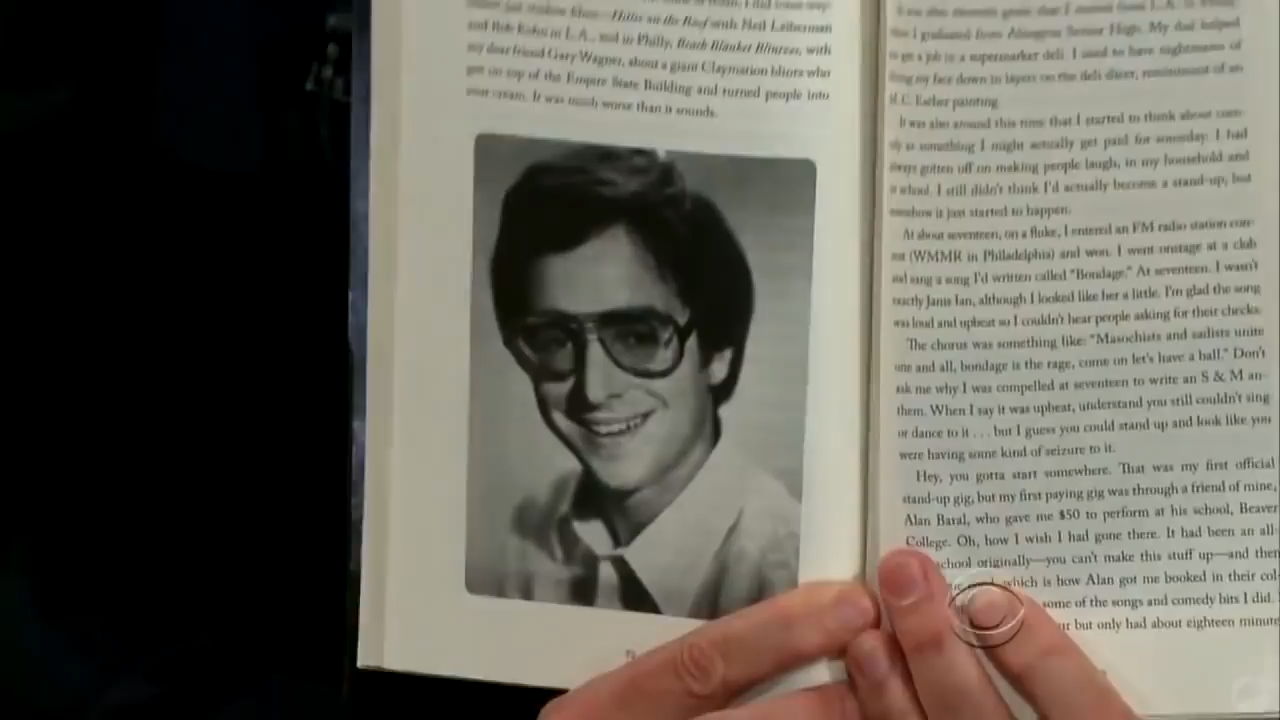 and Bob Kohn in L.A., and in Philly, Beach Blanket Blintzes, with
my dear friend Gary Wagner, about a giant Claymation blintz who
got on top of the Empire State Building and turned people into
sour cream. It was much worse than it sounds.
I graduated from Abington Senior High. My dad helped
get a job in a supermarket deli. I used to have nightmares of
my face down in layers on the deli slicer, reminiscent of an
M. C. Escher painting.
It was also around this time that I started to think about
as something I might actually get paid for someday. I had
always gotten off on making people laugh, in my household and
school. I still didn't think I'd actually become a stand-up, but
somehow it just started to happen.
At about seventeen, on a fluke, I entered an FM radio station con-
(WMMR in Philadelphia) and won. I went onstage at a club
and sang a song I'd written called "Bondage." At seventeen. I wasn't
exactly Janis Ian, although I looked like her a little. I'm glad the song
was loud and upbeat so I couldn't hear people asking for their checks.
The chorus was something like: "Masochists and sadists unite
one and all, bondage is the rage, come on let's have a ball." Don't
ask me why I was compelled at seventeen to write an S & M an-
them. When I say it was upbeat, understand you still couldn't sing
or dance to it . . . but I guess you could stand up and look like you
were having some kind of seizure to it.
Hey, you gotta start somewhere. That was my first official
stand-up gig, but my first paying gig was through a friend of mine,
Alan Baral, who gave me $50 to perform at his school, Beaver
College. Oh, how I wish I had gone there. It had been an all-
school originally—you can't make this stuff up—and then
which is how Alan got me booked in their col-
some of the songs and comedy bits I did.
but only had about eighteen minute